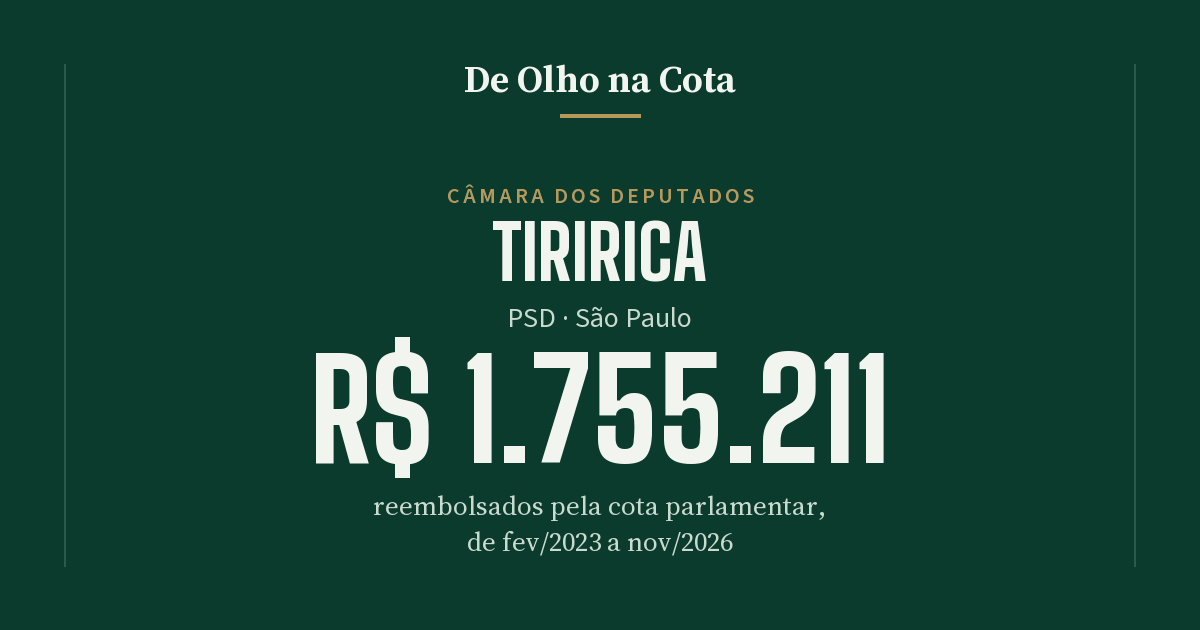 De Olho na Cota
CÂMARA DOS DEPUTADOS
TIRIRICA
PSD · São Paulo
R$ 1.755.211
reembolsados pela cota parlamentar,
de fev/2023 a nov/2026